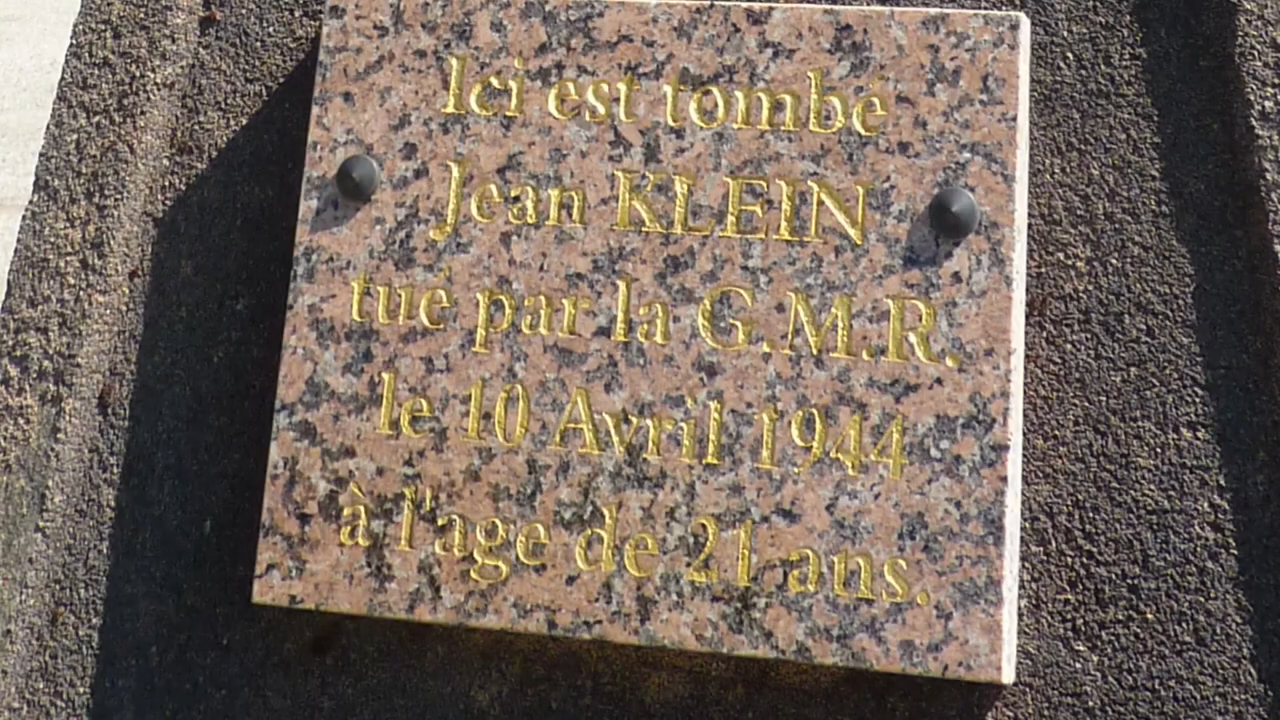 Ici est tombé
Jean KLEIN
tué par la G.M.R.
le 10 Avril 1944
à l'age de 21 ans.